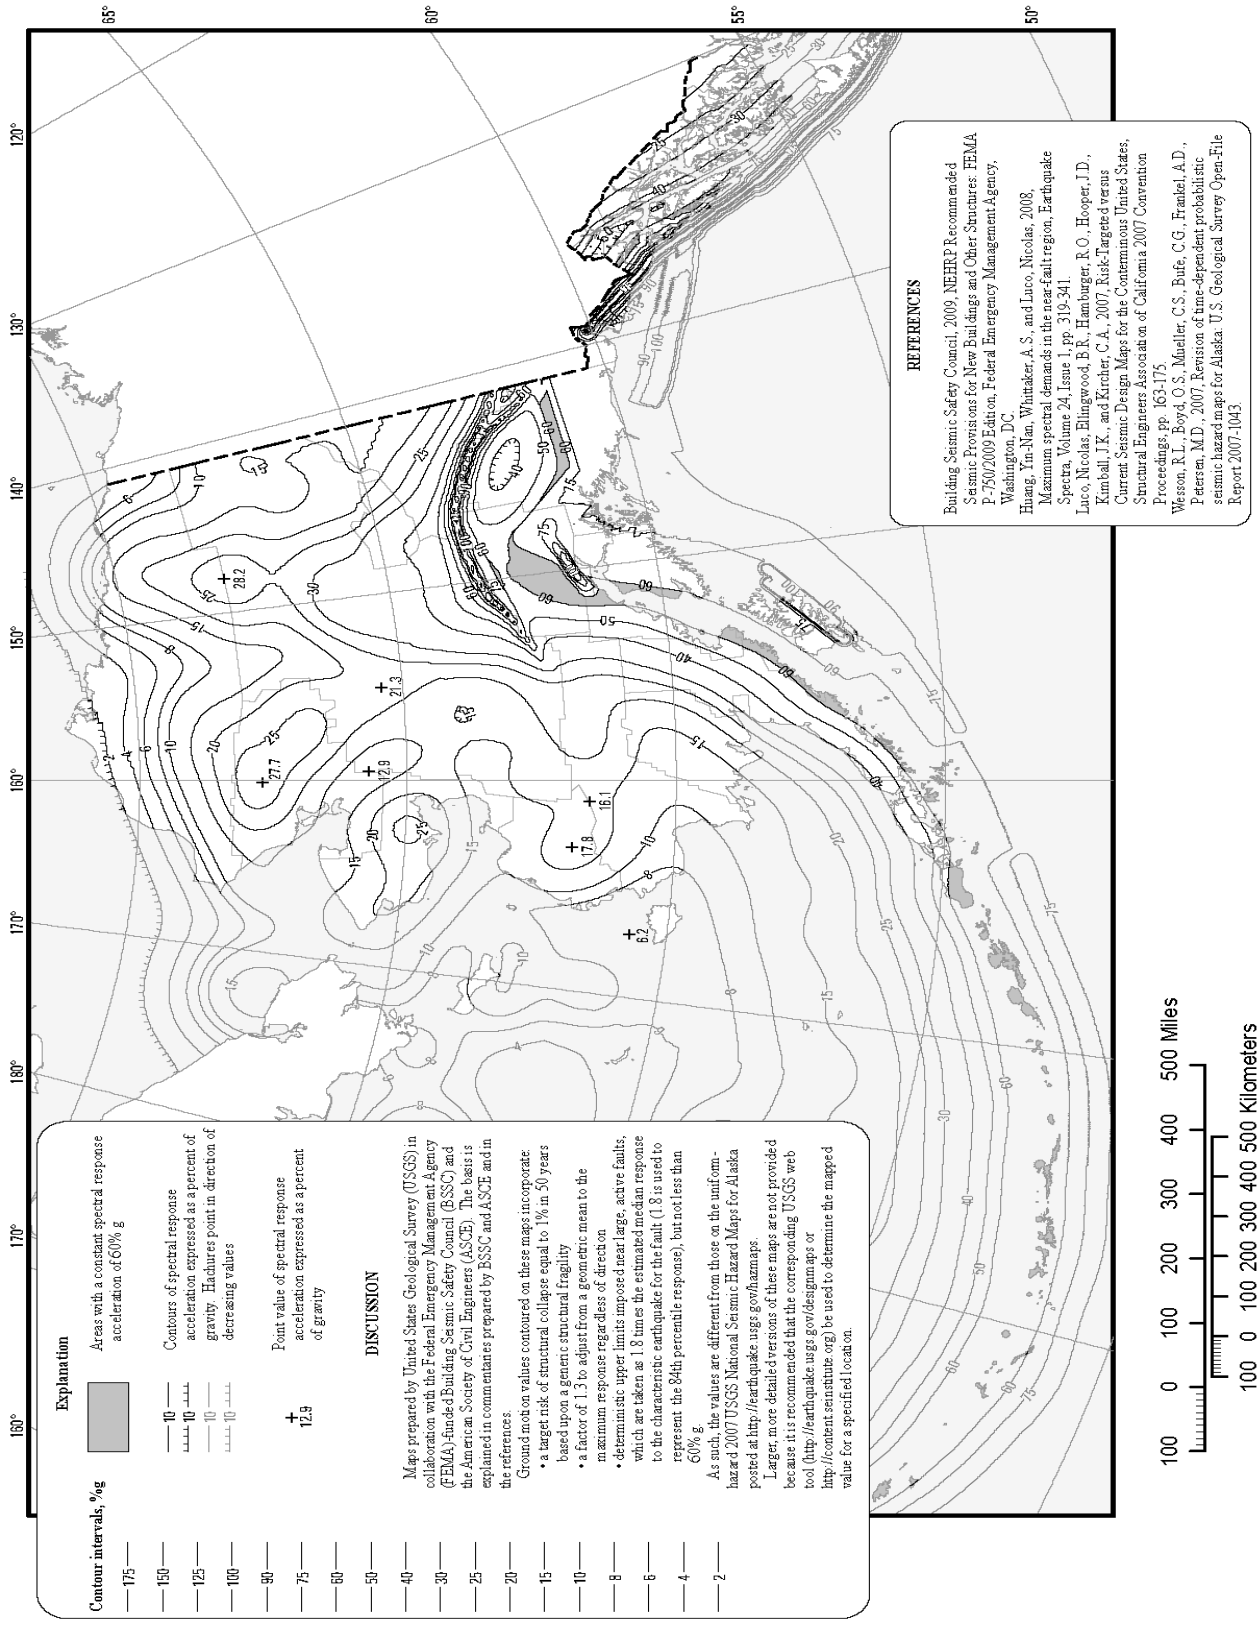 Explanation
Contour intervals, %g
175
150
125
100
90
75
60
50
40
30
25
20
15
10
8
6
4
2
Areas with a constant spectral response
acceleration of 60% g
10
10
10
10
Contours of spectral response
acceleration expressed as a percent of
gravity. Hachures point in direction of
decreasing values
+
12.9
Point value of spectral response
acceleration expressed as a percent
of gravity
DISCUSSION
Maps prepared by United States Geological Survey (USGS) in
collaboration with the Federal Emergency Management Agency
(FEMA)-funded Building Seismic Safety Council (BSSC) and
the American Society of Civil Engineers (ASCE). The basis is
explained in commentaries prepared by BSSC and ASCE and in
the references.
Ground motion values contoured on these maps incorporate:
• a target risk of structural collapse equal to 1% in 50 years
based upon a generic structural fragility
• a factor of 1.3 to adjust from a geometric mean to the
maximum response regardless of direction
• deterministic upper limits imposed near large, active faults,
which are taken as 1.8 times the estimated median response
to the characteristic earthquake for the fault (1.8 is used to
represent the 84th percentile response), but not less than
60% g.
As such, the values are different from those on the uniform-
hazard 2007 USGS National Seismic Hazard Maps for Alaska
posted at http://earthquake.usgs.gov/hazmaps.
Larger, more detailed versions of these maps are not provided
because it is recommended that the corresponding USGS web
tool (http://earthquake.usgs.gov/designmaps or
http://content.seinstitute.org) be used to determine the mapped
value for a specified location.
160°
170°
180°
170°
160°
150°
140°
130°
120°
65°
60°
55°
50°
28.2
27.7
21.3
12.9
16.1
17.8
6.2
100 0 100 200 300 400 500 Miles
100 0 100 200 300 400 500 Kilometers
REFERENCES
Building Seismic Safety Council, 2009, NEHRP Recommended
Seismic Provisions for New Buildings and Other Structures: FEMA
P-750/2009 Edition, Federal Emergency Management Agency,
Washington, DC.
Huang, Yin-Nan, Whittaker, A.S., and Luco, Nicolas, 2008,
Maximum spectral demands in the near-fault region, Earthquake
Spectra, Volume 24, Issue 1, pp. 319-341.
Luco, Nicolas, Ellingwood, B.R., Hamburger, R.O., Hooper, J.D.,
Kimball, J.K., and Kircher, C.A., 2007, Risk-Targeted versus
Current Seismic Design Maps for the Conterminous United States,
Structural Engineers Association of California 2007 Convention
Proceedings, pp. 163-175.
Wesson, R.L., Boyd, O.S., Mueller, C.S., Bufe, C.G., Frankel, A.D.,
Petersen, M.D., 2007, Revision of time-dependent probabilistic
seismic hazard maps for Alaska: U.S. Geological Survey Open-File
Report 2007-1043.